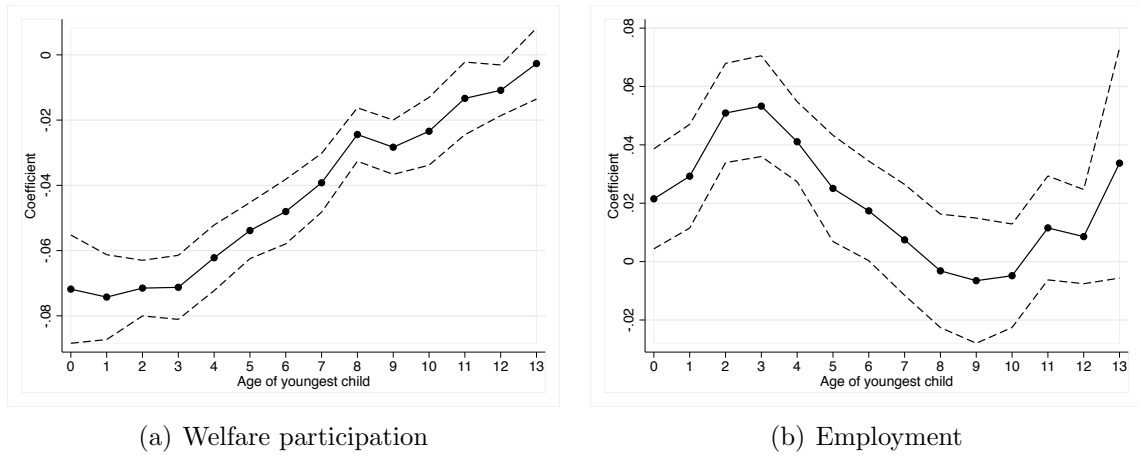 0
-.02
-.04
-.06
-.08
Coefficient
0 1 2 3 4 5 6 7 8 9 10 11 12 13
Age of youngest child
(a) Welfare participation
.08
.06
.04
.02
0
-.02
Coefficient
0 1 2 3 4 5 6 7 8 9 10 11 12 13
Age of youngest child
(b) Employment